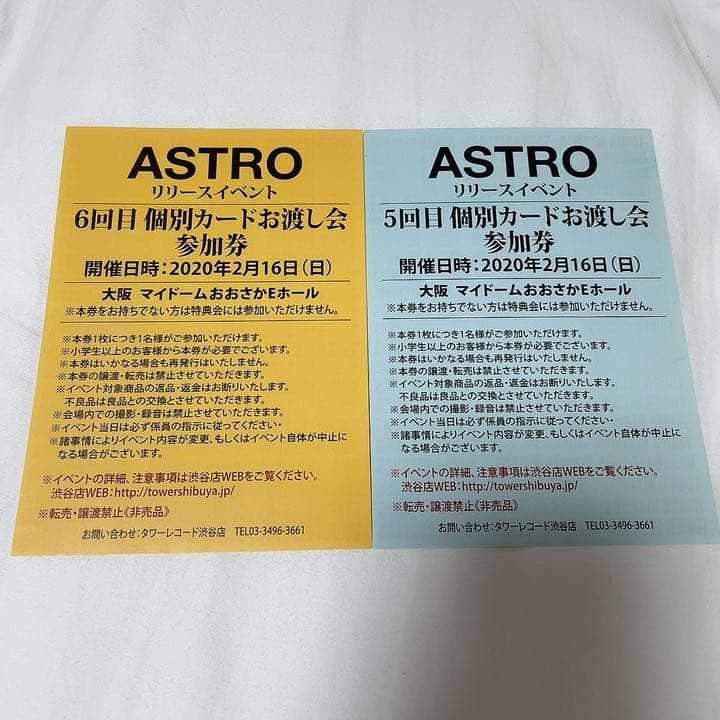 ASTRO
リリースイベント
6回目 個別カードお渡し会
参加券
開催日時：2020年2月16日（日）
大阪 マイドームおおさかEホール
※本券をお持ちでない方は特典会には参加いただけません。
※本券1枚につき1名様がご参加いただけます。
※小学生以上のお客様から本券が必要でございます。
※本券はいかなる場合も再発行はいたしません。
※本券の譲渡・転売は禁止させていただきます。
※イベント対象商品の返品・返金はお断りいたします。
不良品は良品との交換とさせていただきます。
※会場内での撮影・録音は禁止させていただきます。
※イベント当日は必ず係員の指示に従ってください・
※諸事情によりイベント内容が変更、もしくはイベント自体が中止に
なる場合がございます。
※イベントの詳細、注意事項は渋谷店WEBをご覧ください。
渋谷店WEB：http://towershibuya.jp/
※転売・譲渡禁止《非売品》
お問い合わせ：タワーレコード渋谷店 TEL03-3496-3661
ASTRO
リリースイベント
5回目 個別カードお渡し会
参加券
開催日時：2020年2月16日（日）
大阪 マイドームおおさかEホール
※本券をお持ちでない方は特典会には参加いただけません。
※本券1枚につき1名様がご参加いただけます。
※小学生以上のお客様から本券が必要でございます。
※本券はいかなる場合も再発行はいたしません。
※本券の譲渡・転売は禁止させていただきます。
※イベント対象商品の返品・返金はお断りいたします。
不良品は良品との交換とさせていただきます。
※会場内での撮影・録音は禁止させていただきます。
※イベント当日は必ず係員の指示に従ってください・
※諸事情によりイベント内容が変更、もしくはイベント自体が中止に
なる場合がございます。
※イベントの詳細、注意事項は渋谷店WEBをご覧ください。
渋谷店WEB：http://towershibuya.jp/
※転売・譲渡禁止《非売品》
お問い合わせ：タワーレコード渋谷店 TEL03-3496-3661